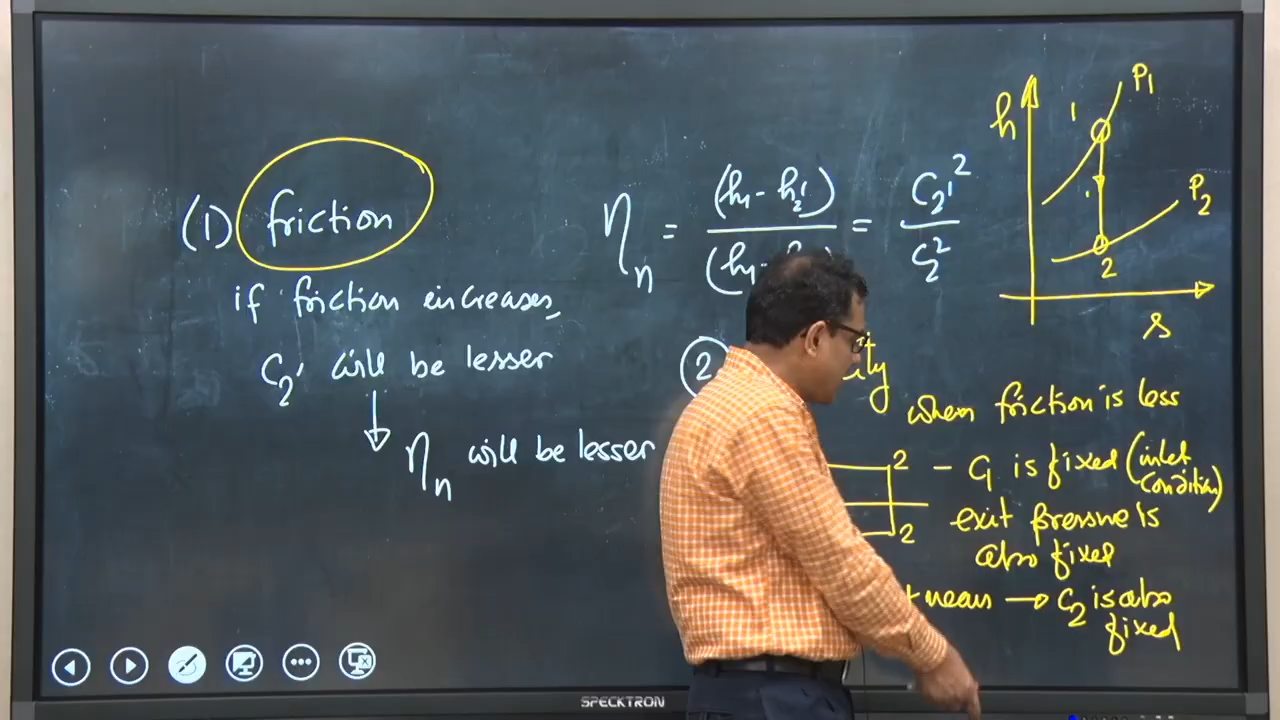 (1) friction
if friction increases,
C2' will be lesser
ηn will be lesser
ηn = (h1 - h2') / (h1 - = C2'² / C2²
h
P1
1
P2
2
s
2
when friction is less
2 - C1 is fixed (inlet condition)
2
exit pressure is
also fixed
mean → C2 is also
fixed
SPECKTRON